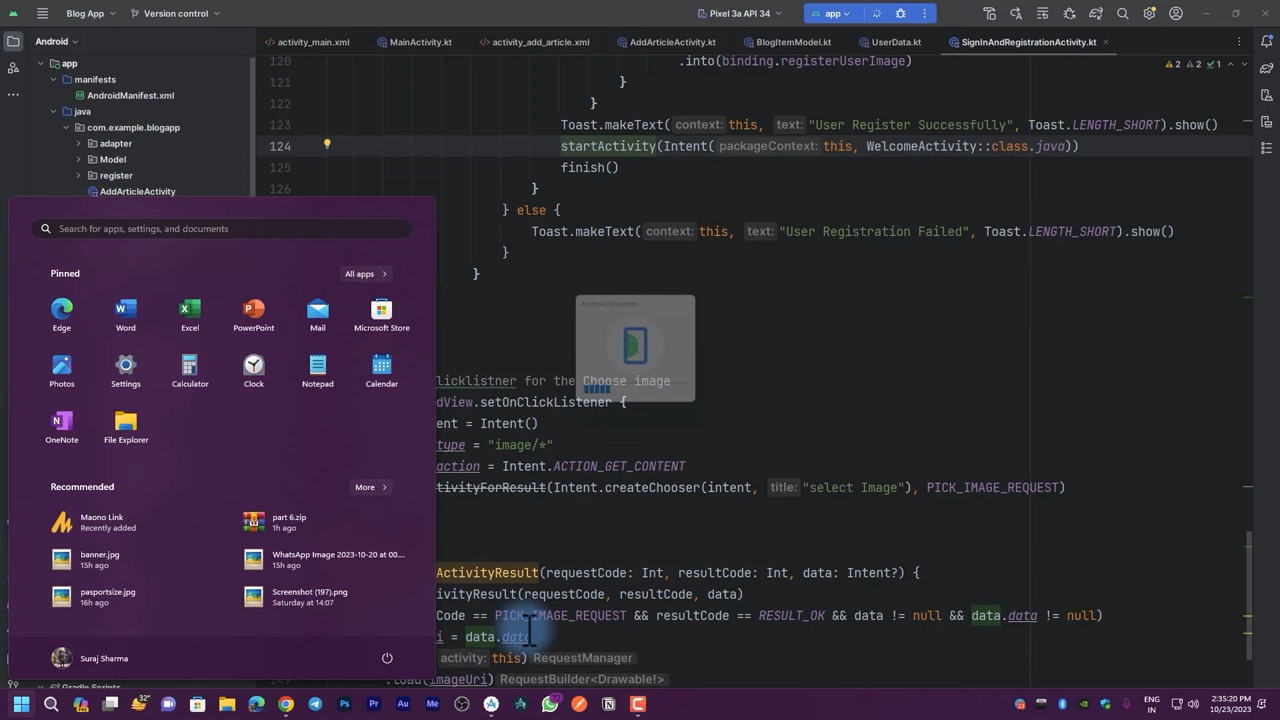 Blog App
Version control
Pixel 3a API 34
app
Android
activity_main.xml
MainActivity.kt
activity_add_article.xml
AddArticleActivity.kt
BlogItemModel.kt
UserData.kt
SignInAndRegistrationActivity.kt
app
manifests
AndroidManifest.xml
java
com.example.blogapp
adapter
Model
register
AddArticleActivity
2 2 1
120 .into(binding.registerUserImage)
121 }
122 }
123 Toast.makeText( context: this, text: "User Register Successfully", Toast.LENGTH_SHORT).show()
124 startActivity(Intent( packageContext: this, WelcomeActivity::class.java))
125 finish()
126 }
} else {
Toast.makeText( context: this, text: "User Registration Failed", Toast.LENGTH_SHORT).show()
}
}
Android Emulator
clicklistner for the Choose image
dView.setOnClickListener {
ent = Intent()
type = "image/*"
action = Intent.ACTION_GET_CONTENT
tivityForResult(Intent.createChooser(intent, title: "select Image"), PICK_IMAGE_REQUEST)
ActivityResult(requestCode: Int, resultCode: Int, data: Intent?) {
ivityResult(requestCode, resultCode, data)
Code == PICK_IMAGE_REQUEST && resultCode == RESULT_OK && data != null && data.data != null)
i = data.data
activity: this) RequestManager
.load(imageUri) RequestBuilder<Drawable!>
Search for apps, settings, and documents
Pinned
All apps >
Edge
Word
Excel
PowerPoint
Mail
Microsoft Store
Photos
Settings
Calculator
Clock
Notepad
Calendar
OneNote
File Explorer
Recommended
More >
Maono Link
Recently added
part 6.zip
1h ago
banner.jpg
15h ago
WhatsApp Image 2023-10-20 at 00....
15h ago
pasportsize.jpg
16h ago
Screenshot (197).png
Saturday at 14:07
Suraj Sharma
Gradle Scripts
32°
ENG
IN
2:35:20 PM
10/23/2023